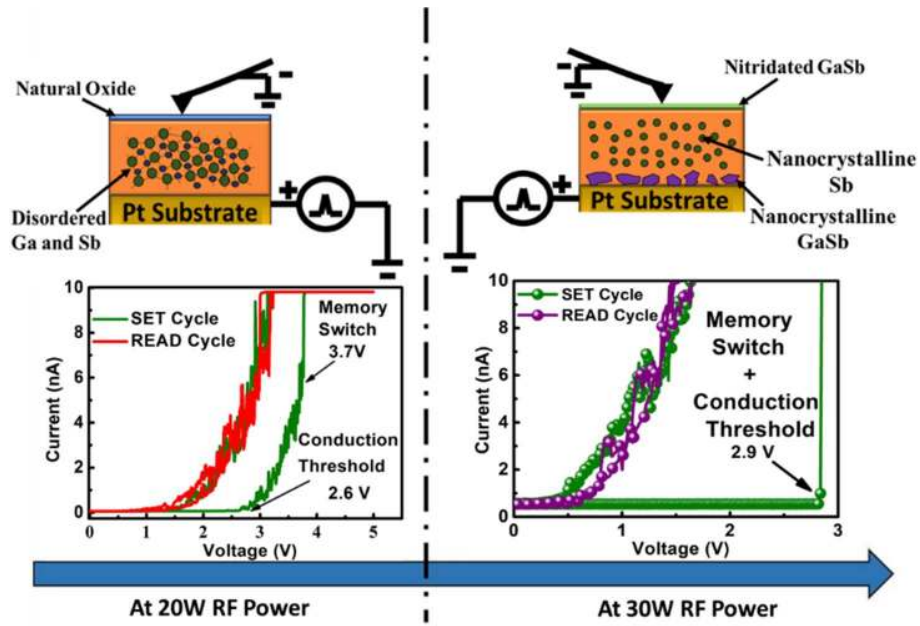 Natural Oxide
-
+
Disordered
Ga and Sb
Pt Substrate
-
Nitridated GaSb
Nanocrystalline
Sb
+
Pt Substrate
Nanocrystalline
GaSb
10
8
6
4
2
0
Current (nA)
SET Cycle
READ Cycle
Memory
Switch
3.7V
Conduction
Threshold
2.6 V
0 1 2 3 4 5
Voltage (V)
10
8
6
4
2
0
Current (nA)
SET Cycle
READ Cycle
Memory
Switch
+
Conduction
Threshold
2.9 V
0 1 2 3
Voltage (V)
At 20W RF Power
At 30W RF Power